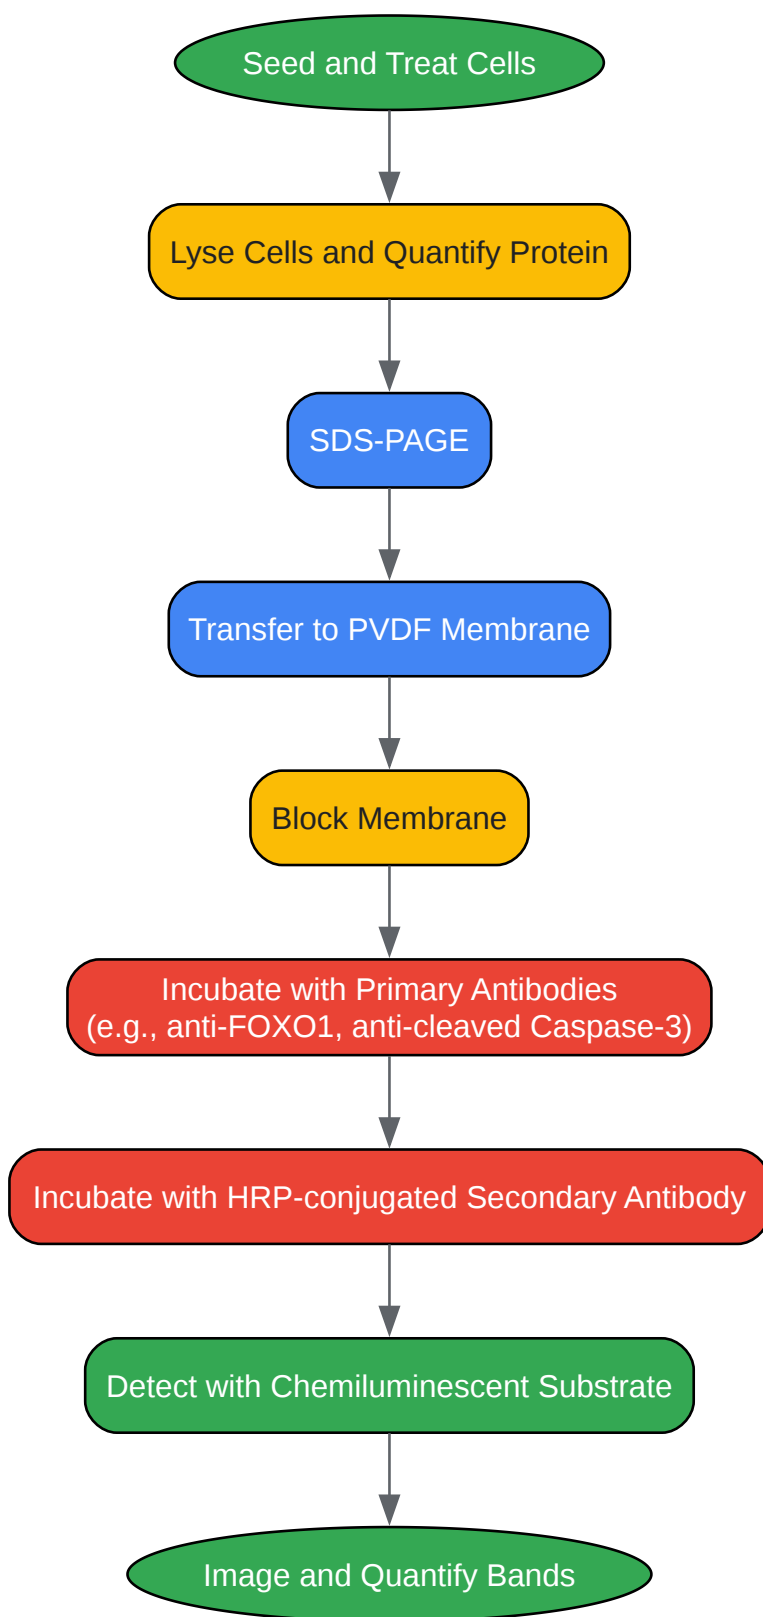 Seed and Treat Cells
Lyse Cells and Quantify Protein
SDS-PAGE
Transfer to PVDF Membrane
Block Membrane
Incubate with Primary Antibodies
(e.g., anti-FOXO1, anti-cleaved Caspase-3)
Incubate with HRP-conjugated Secondary Antibody
Detect with Chemiluminescent Substrate
Image and Quantify Bands